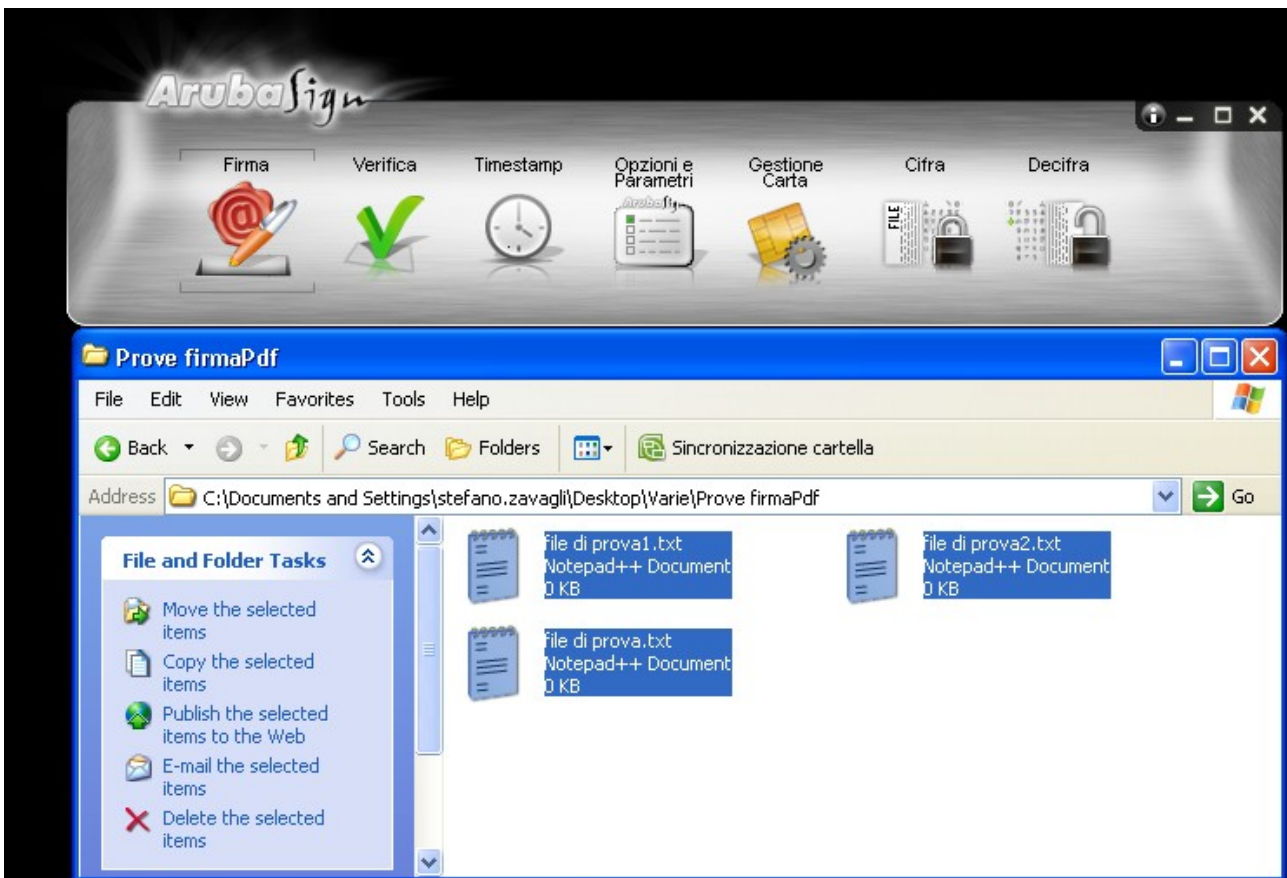 ArubaSign
Firma
Verifica
Timestamp
Opzioni e
Parametri
Gestione
Carta
Cifra
Decifra
ArubaSign
FILE
Prove firmaPdf
File Edit View Favorites Tools Help
Back Search Folders Sincronizzazione cartella
Address C:\Documents and Settings\stefano.zavagli\Desktop\Varie\Prove firmaPdf Go
File and Folder Tasks
Move the selected
items
Copy the selected
items
Publish the selected
items to the Web
E-mail the selected
items
Delete the selected
items
file di prova1.txt
Notepad++ Document
0 KB
file di prova2.txt
Notepad++ Document
0 KB
file di prova.txt
Notepad++ Document
0 KB